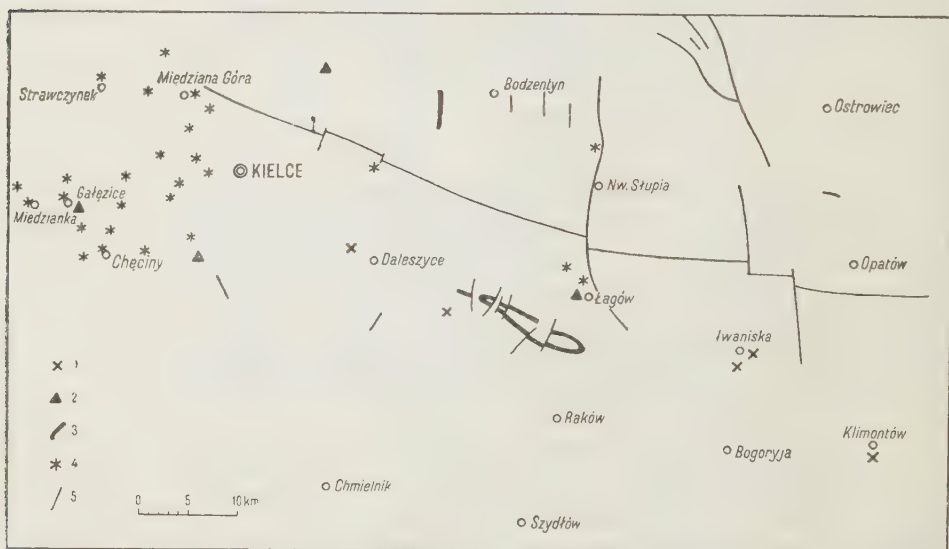 Miedziana Góra
Strawczynek
Bodzentyn
Ostrowiec
KIELCE
Nw. Słupia
Gałęzice
Miedzianka
Chęciny
Daleszyce
Opatów
Łagów
Iwaniska
1
2
3
4
5
Raków
Klimontów
Bogoryja
Chmielnik
Szydłów
0 5 10 km